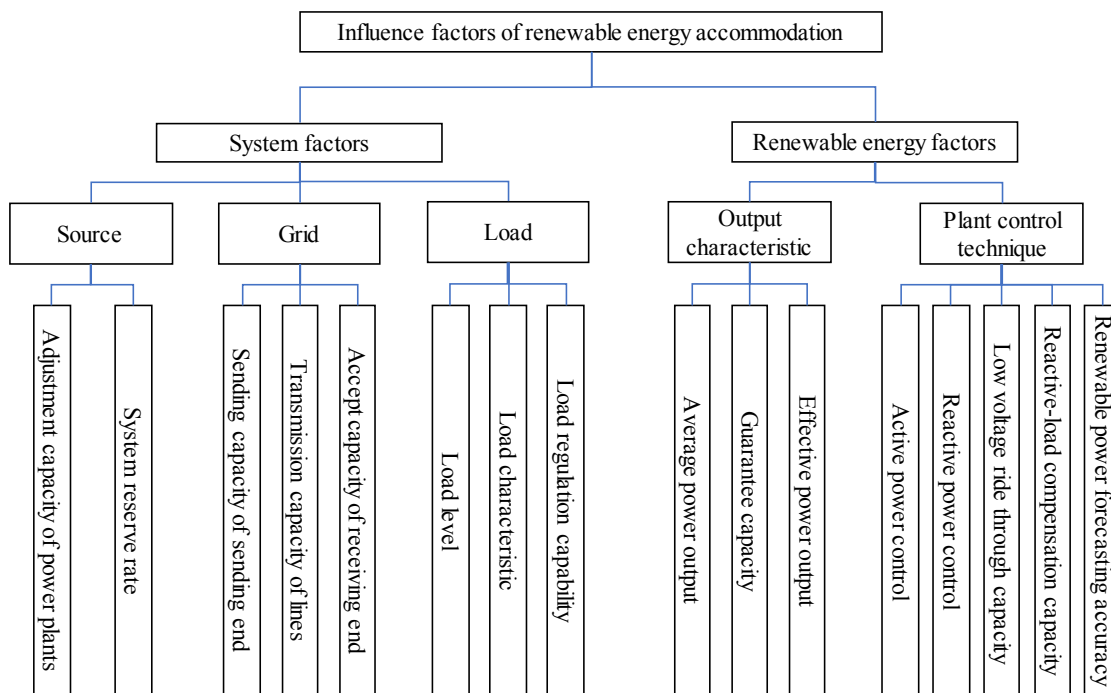 Influence factors of renewable energy accommodation
System factors
Renewable energy factors
Source
Grid
Load
Output
characteristic
Plant control
technique
Adjustment capacity of power plants
System reserve rate
Sending capacity of sending end
Transmission capacity of lines
Accept capacity of receiving end
Load level
Load characteristic
Load regulation capability
Average power output
Guarantee capacity
Effective power output
Active power control
Reactive power control
Low voltage ride through capacity
Reactive-load compensation capacity
Renewable power forecasting accuracy